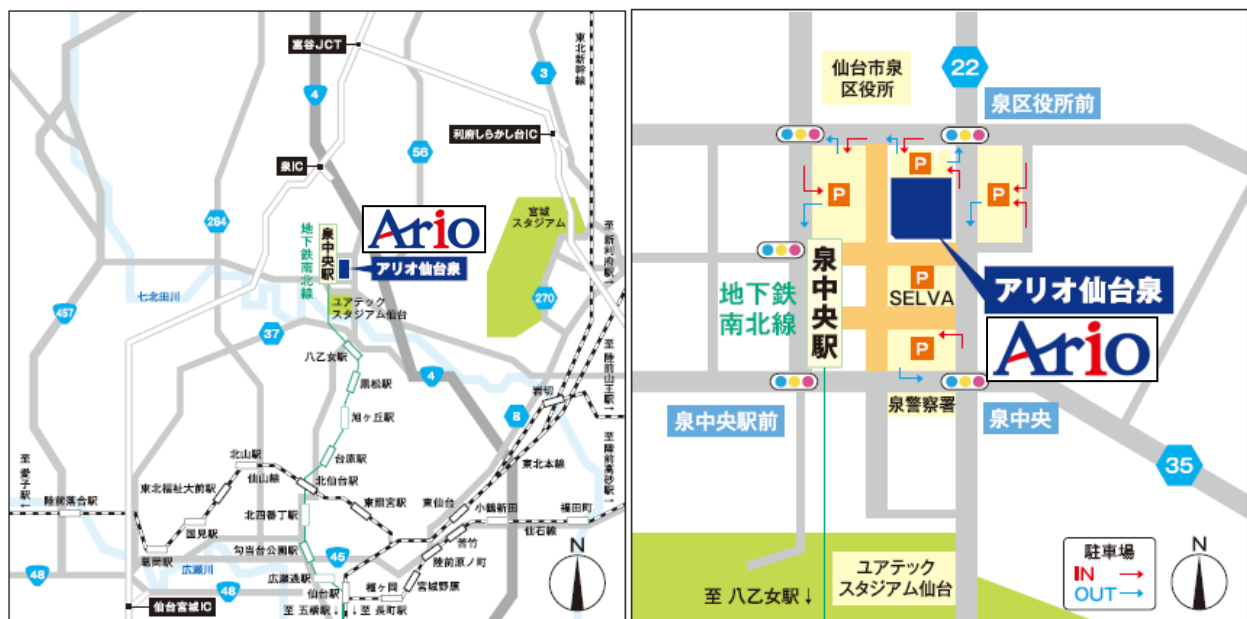 富谷JCT
4
3
東北新幹線
利府しらかし台IC
56
泉IC
284
地下鉄南北線
泉中央駅
Ario
アリオ仙台泉
宮城
スタジアム
至 新利府駅→
七北田川
457
ユアテック
スタジアム仙台
270
37
八乙女駅
黒松駅
4
旭ヶ丘駅
岩切
至 陸前山王駅→
8
台原駅
北山駅
仙山線
北仙台駅
東北本線
至 愛子駅←
東北福祉大前駅
陸前落合駅
東照宮駅
東仙台
小鶴新田
福田町
至 陸前高砂駅→
国見駅
北四番丁駅
仙石線
苦竹
葛岡駅
勾当台公園駅
45
陸前原ノ町
広瀬川
広瀬通駅
榴ヶ岡
宮城野原
48
48
仙台駅
仙台宮城IC
至 五橋駅↓
至 長町駅↓
N
仙台市泉
区役所
22
泉区役所前
P
P
P
泉中央駅
地下鉄
南北線
P
SELVA
アリオ仙台泉
Ario
P
泉中央駅前
泉警察署
泉中央
35
ユアテック
スタジアム仙台
至 八乙女駅↓
駐車場
IN →
OUT→
N